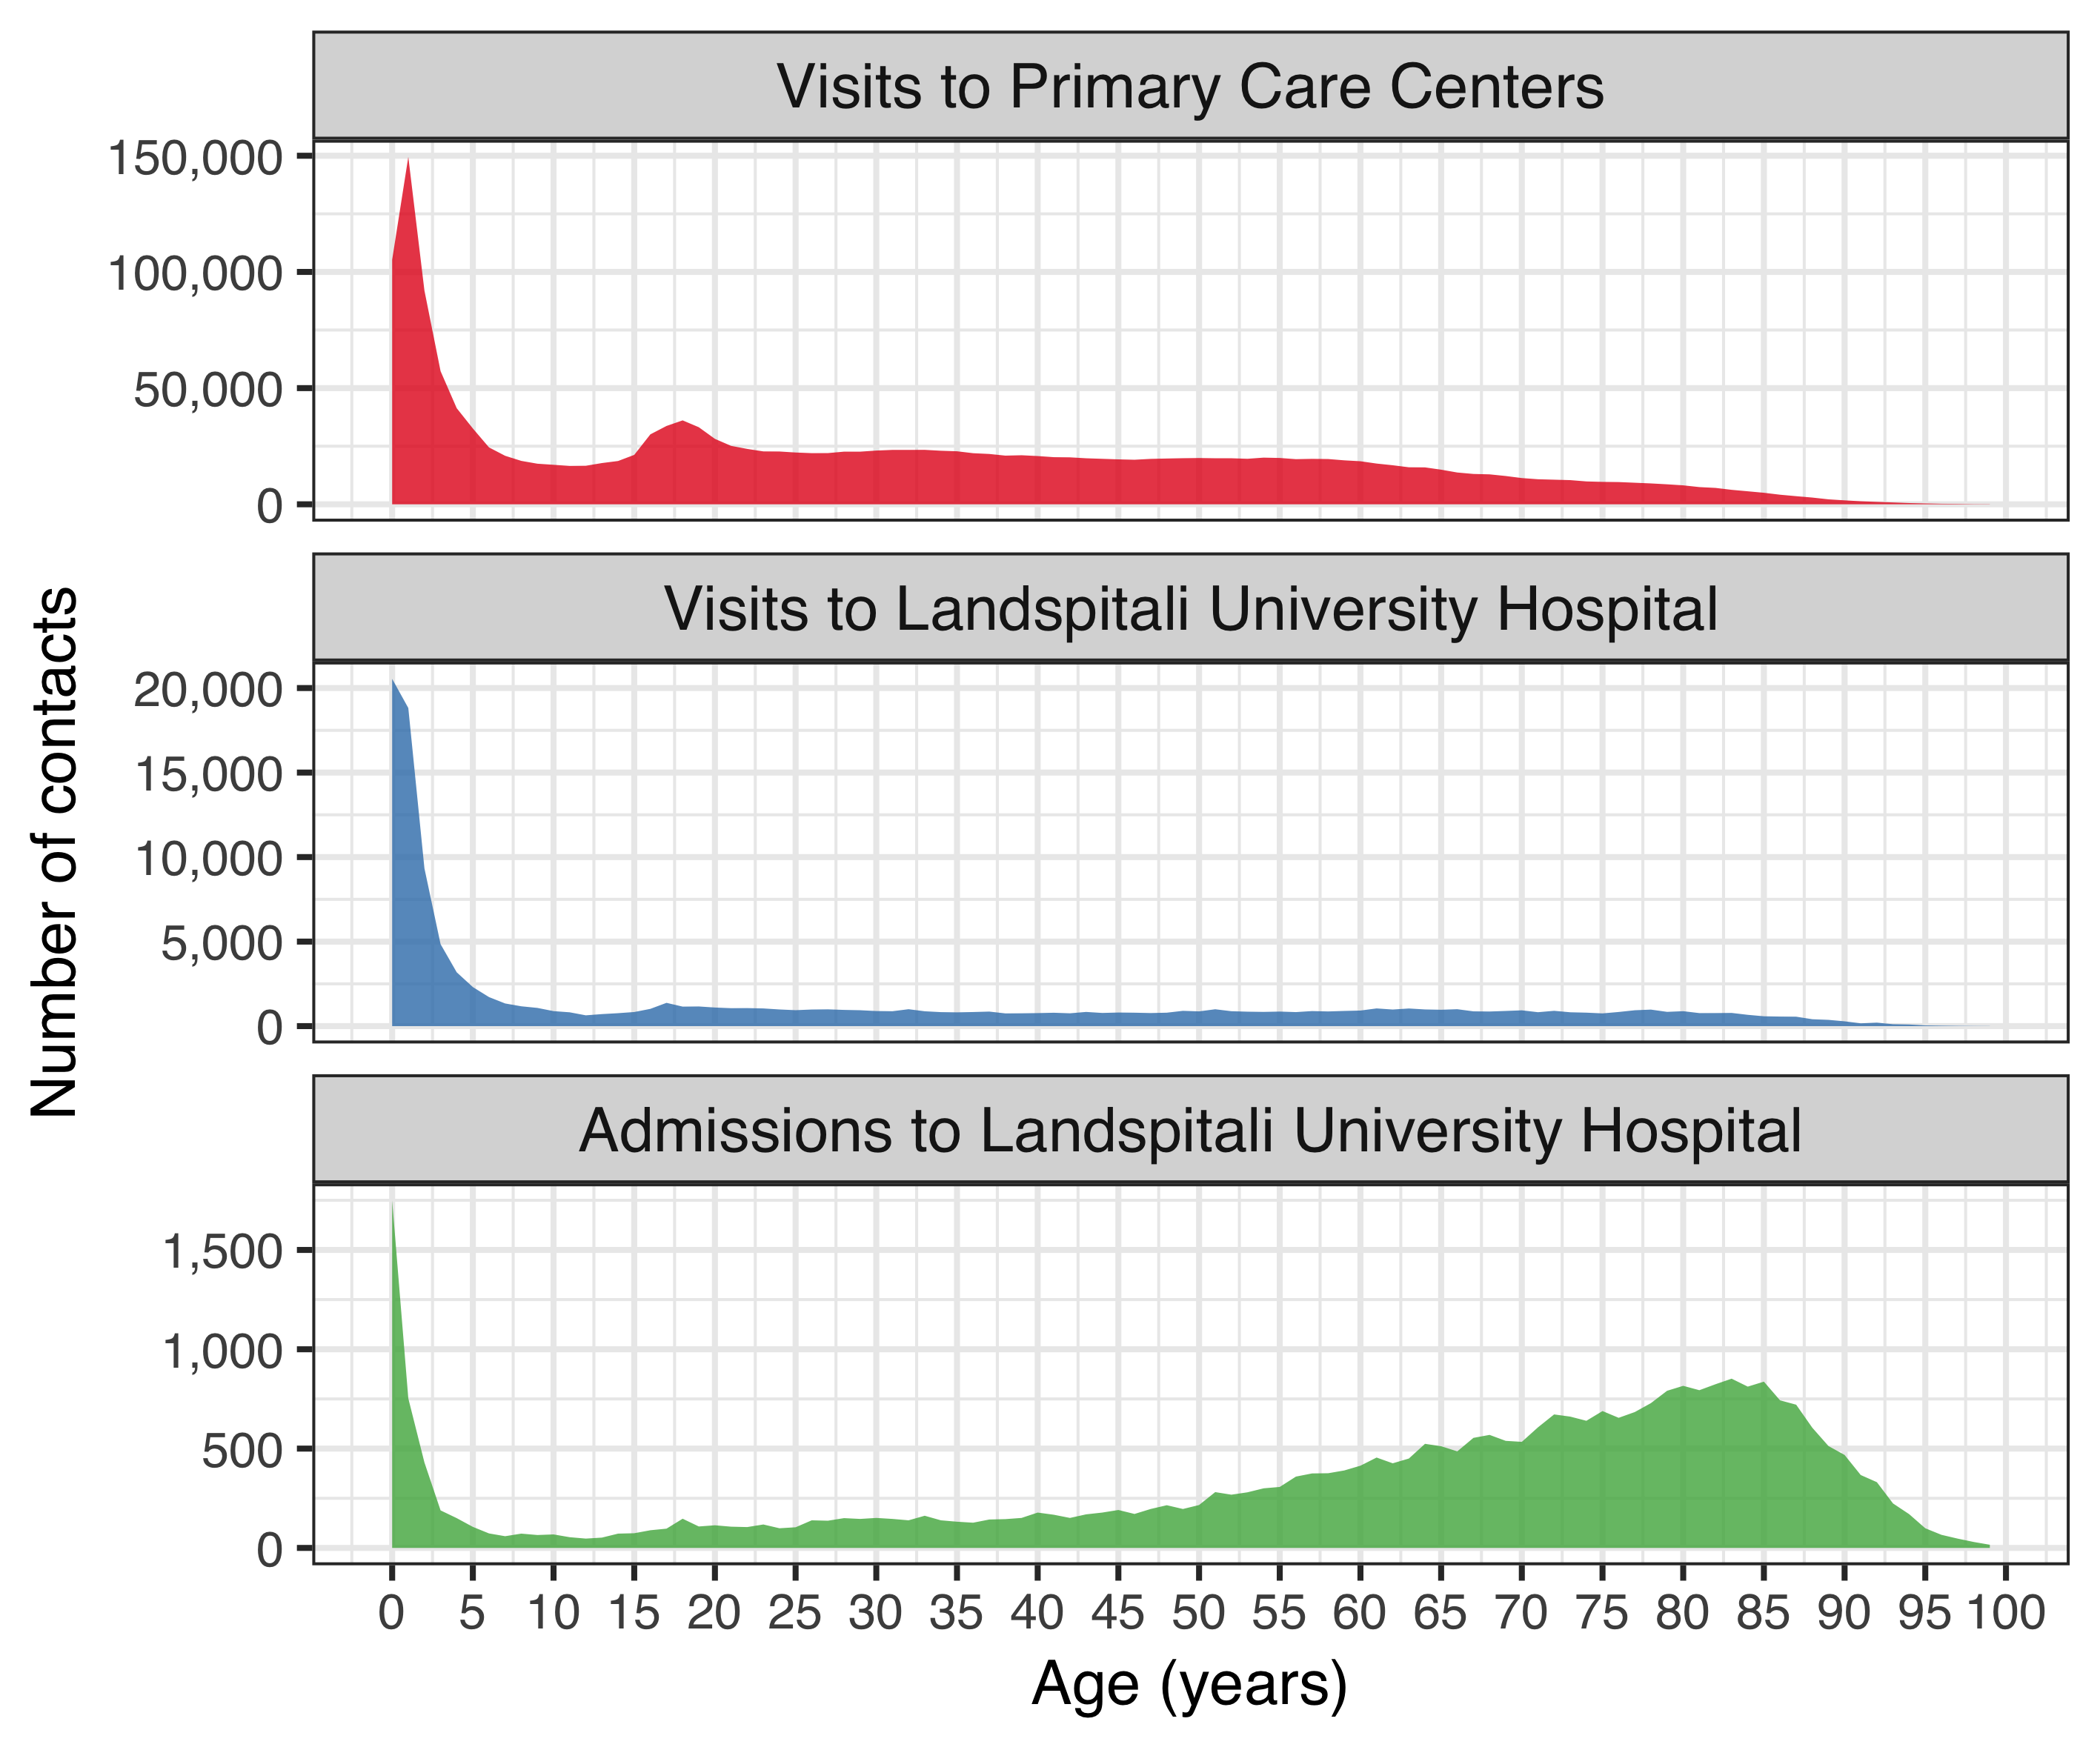 Visits to Primary Care Centers
150,000
100,000
50,000
0
Visits to Landspitali University Hospital
20,000
15,000
10,000
5,000
0
Admissions to Landspitali University Hospital
1,500
1,000
500
0
0 5 10 15 20 25 30 35 40 45 50 55 60 65 70 75 80 85 90 95 100
Age (years)
Number of contacts